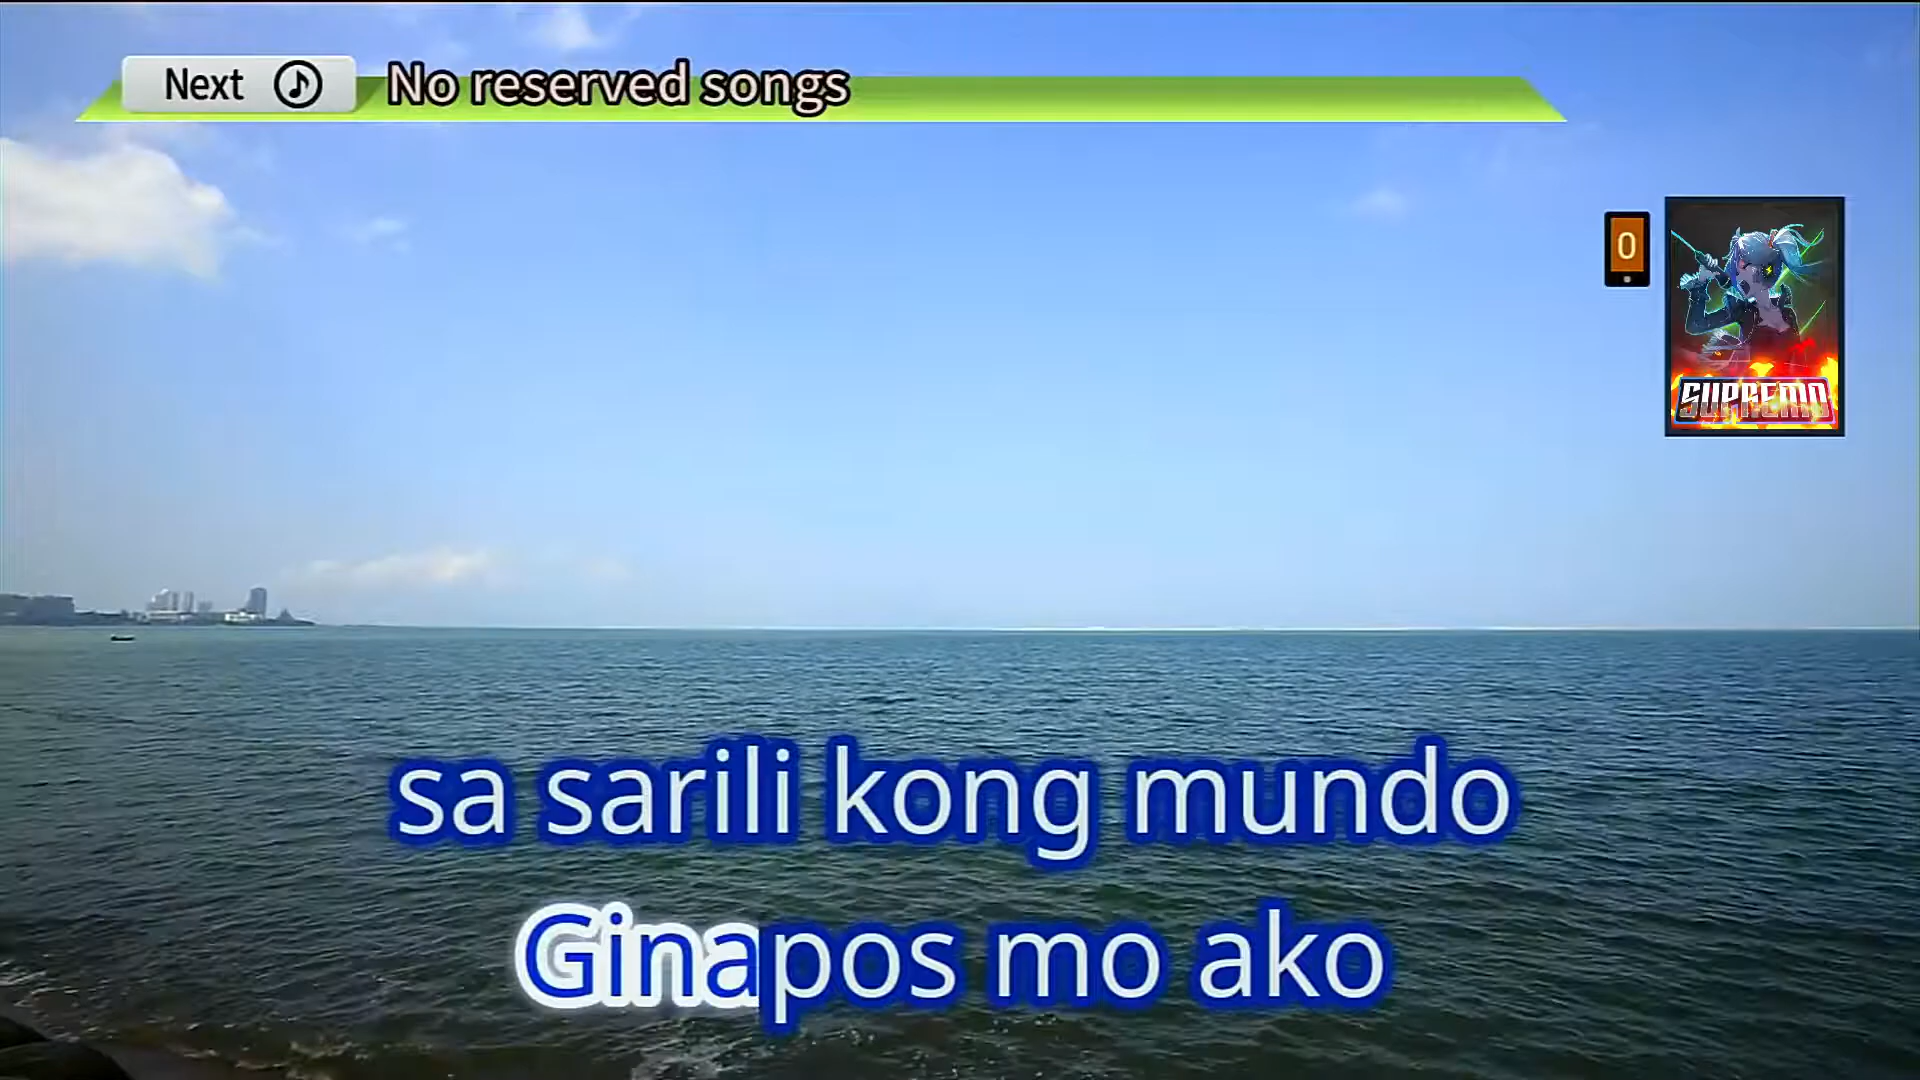 Next No reserved songs
0
SUPREMO
sa sarili kong mundo
Ginapos mo ako